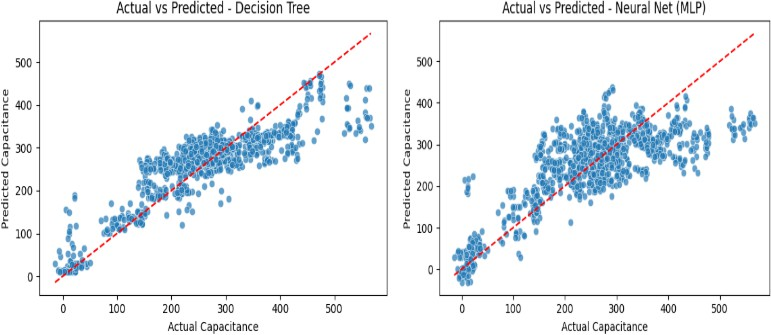 Actual vs Predicted - Decision Tree
Predicted Capacitance
500
400
300
200
100
0
0 100 200 300 400 500
Actual Capacitance
Actual vs Predicted - Neural Net (MLP)
Predicted Capacitance
500
400
300
200
100
0
0 100 200 300 400 500
Actual Capacitance